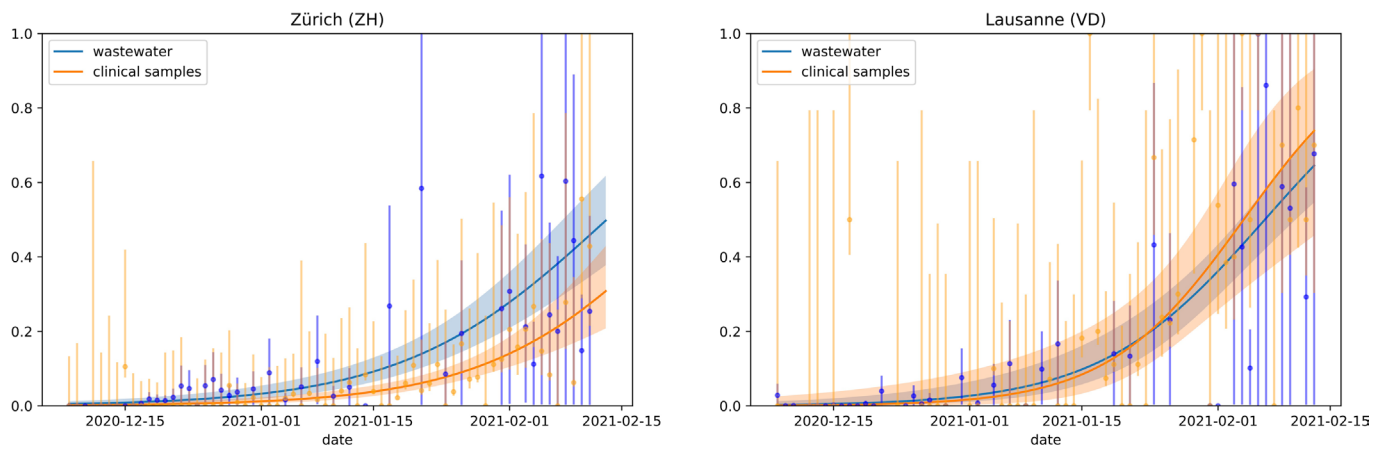 Zürich (ZH)
1.0
0.8
0.6
0.4
0.2
0.0
wastewater
clinical samples
2020-12-15
2021-01-01
2021-01-15
2021-02-01
2021-02-15
date
Lausanne (VD)
1.0
0.8
0.6
0.4
0.2
0.0
wastewater
clinical samples
2020-12-15
2021-01-01
2021-01-15
2021-02-01
2021-02-15
date